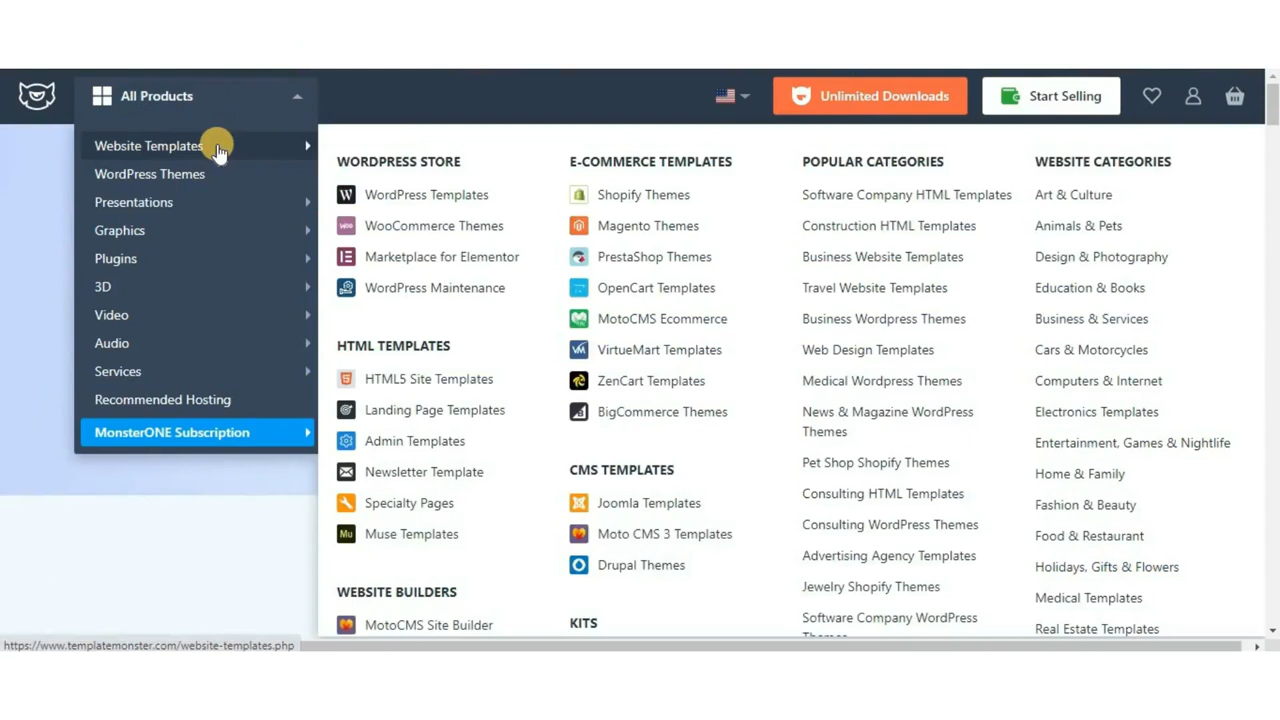 All Products
Unlimited Downloads
Start Selling
Website Templates
WordPress Themes
Presentations
Graphics
Plugins
3D
Video
Audio
Services
Recommended Hosting
MonsterONE Subscription
WORDPRESS STORE
W WordPress Templates
Woo WooCommerce Themes
Marketplace for Elementor
WordPress Maintenance
HTML TEMPLATES
HTML5 Site Templates
Landing Page Templates
Admin Templates
Newsletter Template
Specialty Pages
Mu Muse Templates
WEBSITE BUILDERS
MotoCMS Site Builder
E-COMMERCE TEMPLATES
Shopify Themes
Magento Themes
PrestaShop Themes
OpenCart Templates
MotoCMS Ecommerce
VirtueMart Templates
ZenCart Templates
BigCommerce Themes
CMS TEMPLATES
Joomla Templates
Moto CMS 3 Templates
Drupal Themes
KITS
POPULAR CATEGORIES
Software Company HTML Templates
Construction HTML Templates
Business Website Templates
Travel Website Templates
Business Wordpress Themes
Web Design Templates
Medical Wordpress Themes
News & Magazine WordPress
Themes
Pet Shop Shopify Themes
Consulting HTML Templates
Consulting WordPress Themes
Advertising Agency Templates
Jewelry Shopify Themes
Software Company WordPress
Themes
WEBSITE CATEGORIES
Art & Culture
Animals & Pets
Design & Photography
Education & Books
Business & Services
Cars & Motorcycles
Computers & Internet
Electronics Templates
Entertainment, Games & Nightlife
Home & Family
Fashion & Beauty
Food & Restaurant
Holidays, Gifts & Flowers
Medical Templates
Real Estate Templates
https://www.templatemonster.com/website-templates.php